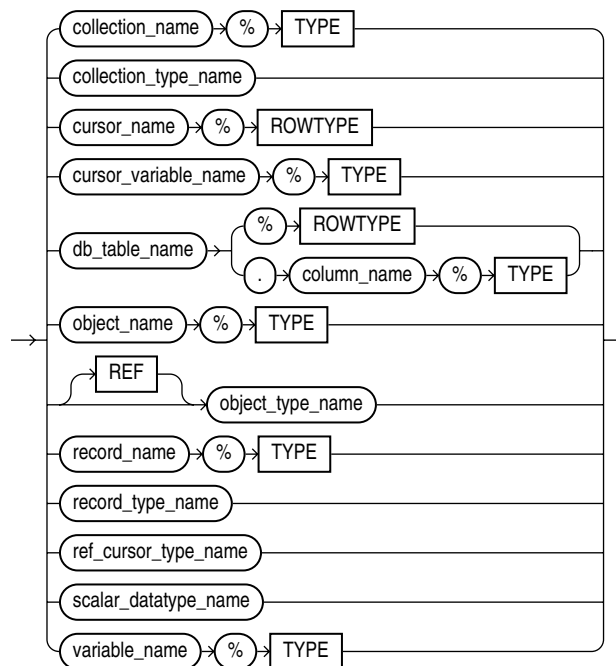 collection_name % TYPE
collection_type_name
cursor_name % ROWTYPE
cursor_variable_name % TYPE
% ROWTYPE
db_table_name
. column_name % TYPE
object_name % TYPE
REF
object_type_name
record_name % TYPE
record_type_name
ref_cursor_type_name
scalar_datatype_name
variable_name % TYPE